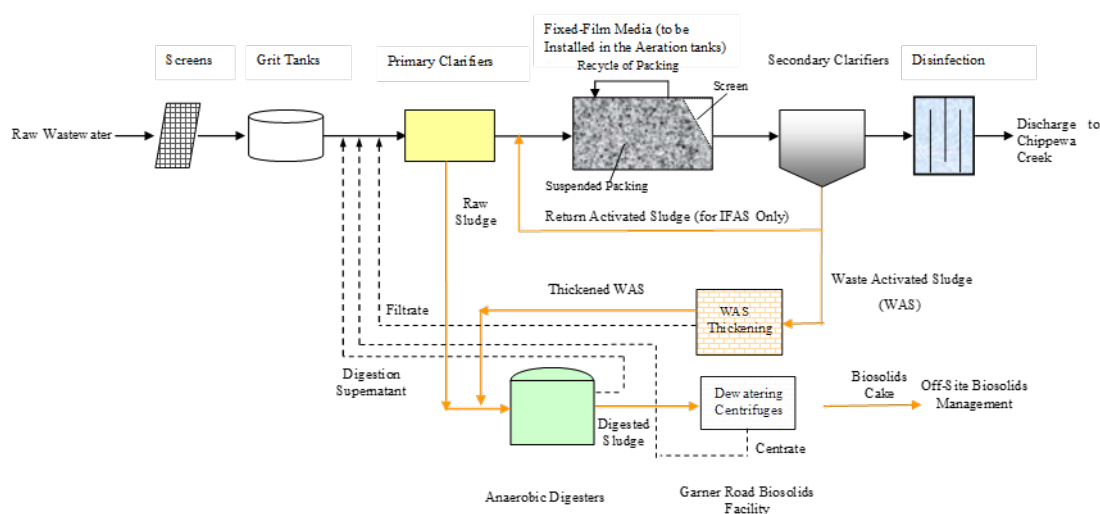 Fixed-Film Media (to be
Installed in the Aeration tanks)
Screens
Grit Tanks
Primary Clarifiers
Recycle of Packing
Secondary Clarifiers
Disinfection
Screen
Raw Wastewater
Discharge to
Chippewa
Creek
Suspended Packing
Raw
Sludge
Return Activated Sludge (for IFAS Only)
Thickened WAS
Waste Activated Sludge
(WAS)
Filtrate
WAS
Thickening
Digestion
Supernatant
Dewatering
Centrifuges
Biosolids
Cake
Off-Site Biosolids
Management
Digested
Sludge
Centrate
Anaerobic Digesters
Garner Road Biosolids
Facility